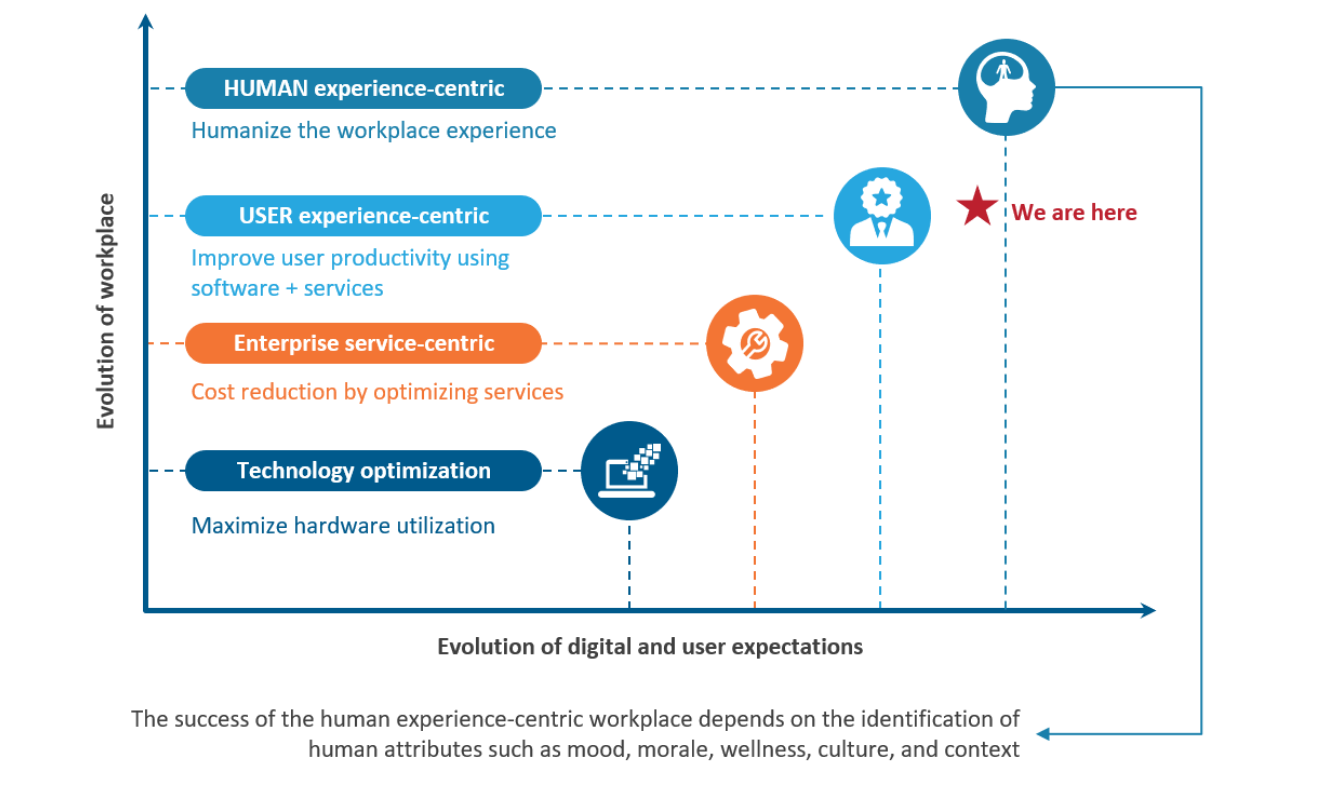 HUMAN experience-centric
Humanize the workplace experience
USER experience-centric
We are here
Improve user productivity using
software + services
Enterprise service-centric
Cost reduction by optimizing services
Technology optimization
Maximize hardware utilization
Evolution of workplace
Evolution of digital and user expectations
The success of the human experience-centric workplace depends on the identification of
human attributes such as mood, morale, wellness, culture, and context